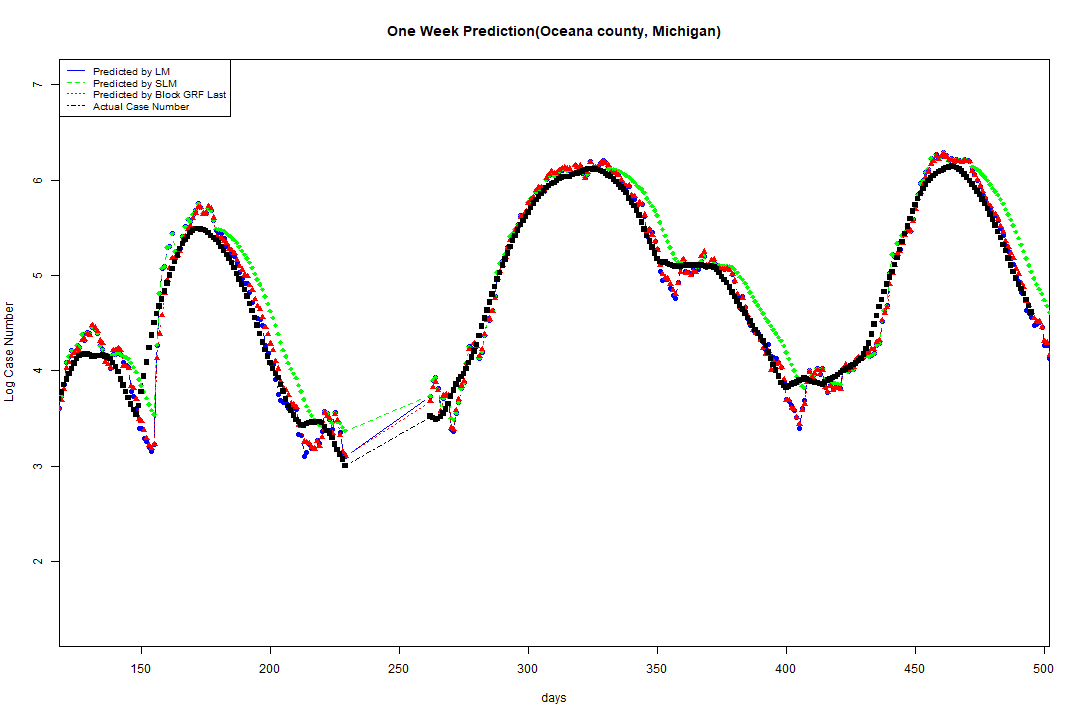 One Week Prediction(Oceana county, Michigan)
Predicted by LM
Predicted by SLM
Predicted by Block GRF Last
Actual Case Number
7
6
5
4
3
2
Log Case Number
150 200 250 300 350 400 450 500
days